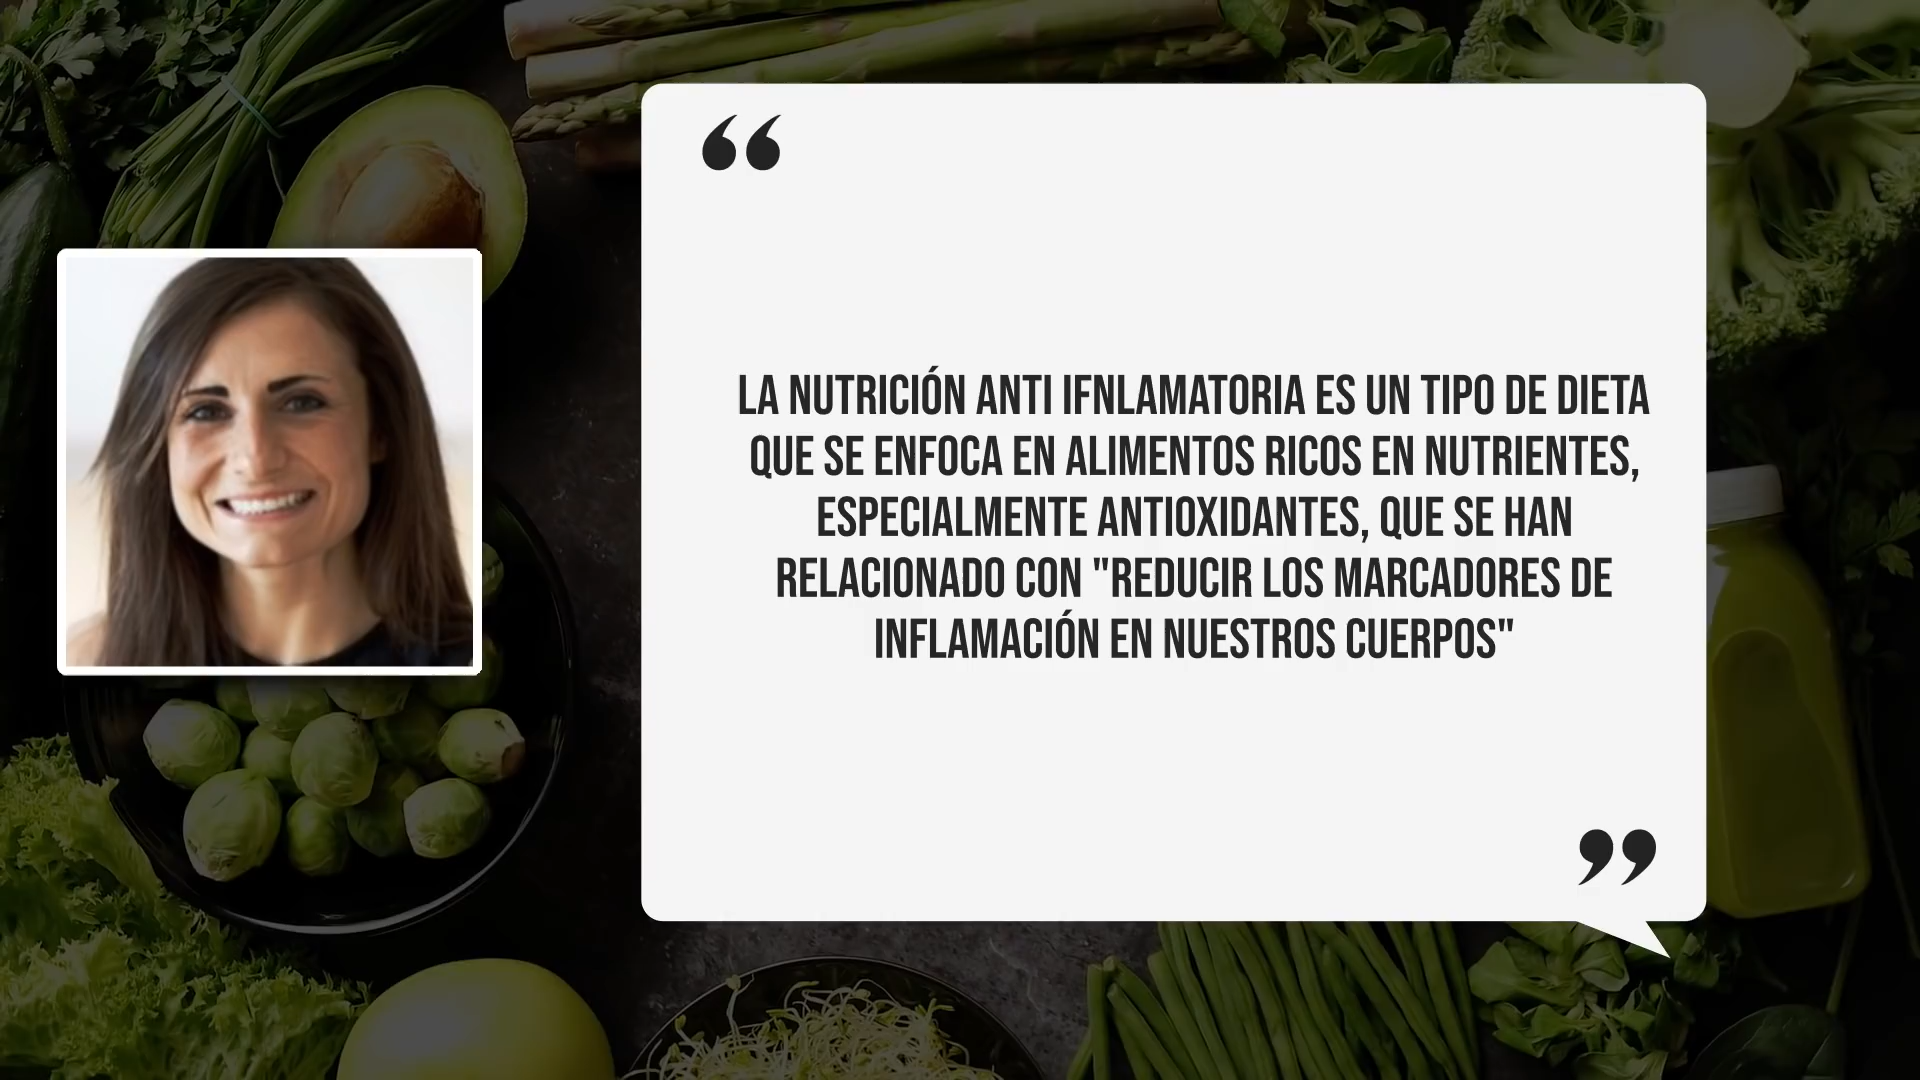 “
LA NUTRICIÓN ANTI IFNLAMATORIA ES UN TIPO DE DIETA
QUE SE ENFOCA EN ALIMENTOS RICOS EN NUTRIENTES,
ESPECIALMENTE ANTIOXIDANTES, QUE SE HAN
RELACIONADO CON "REDUCIR LOS MARCADORES DE
INFLAMACIÓN EN NUESTROS CUERPOS"
”